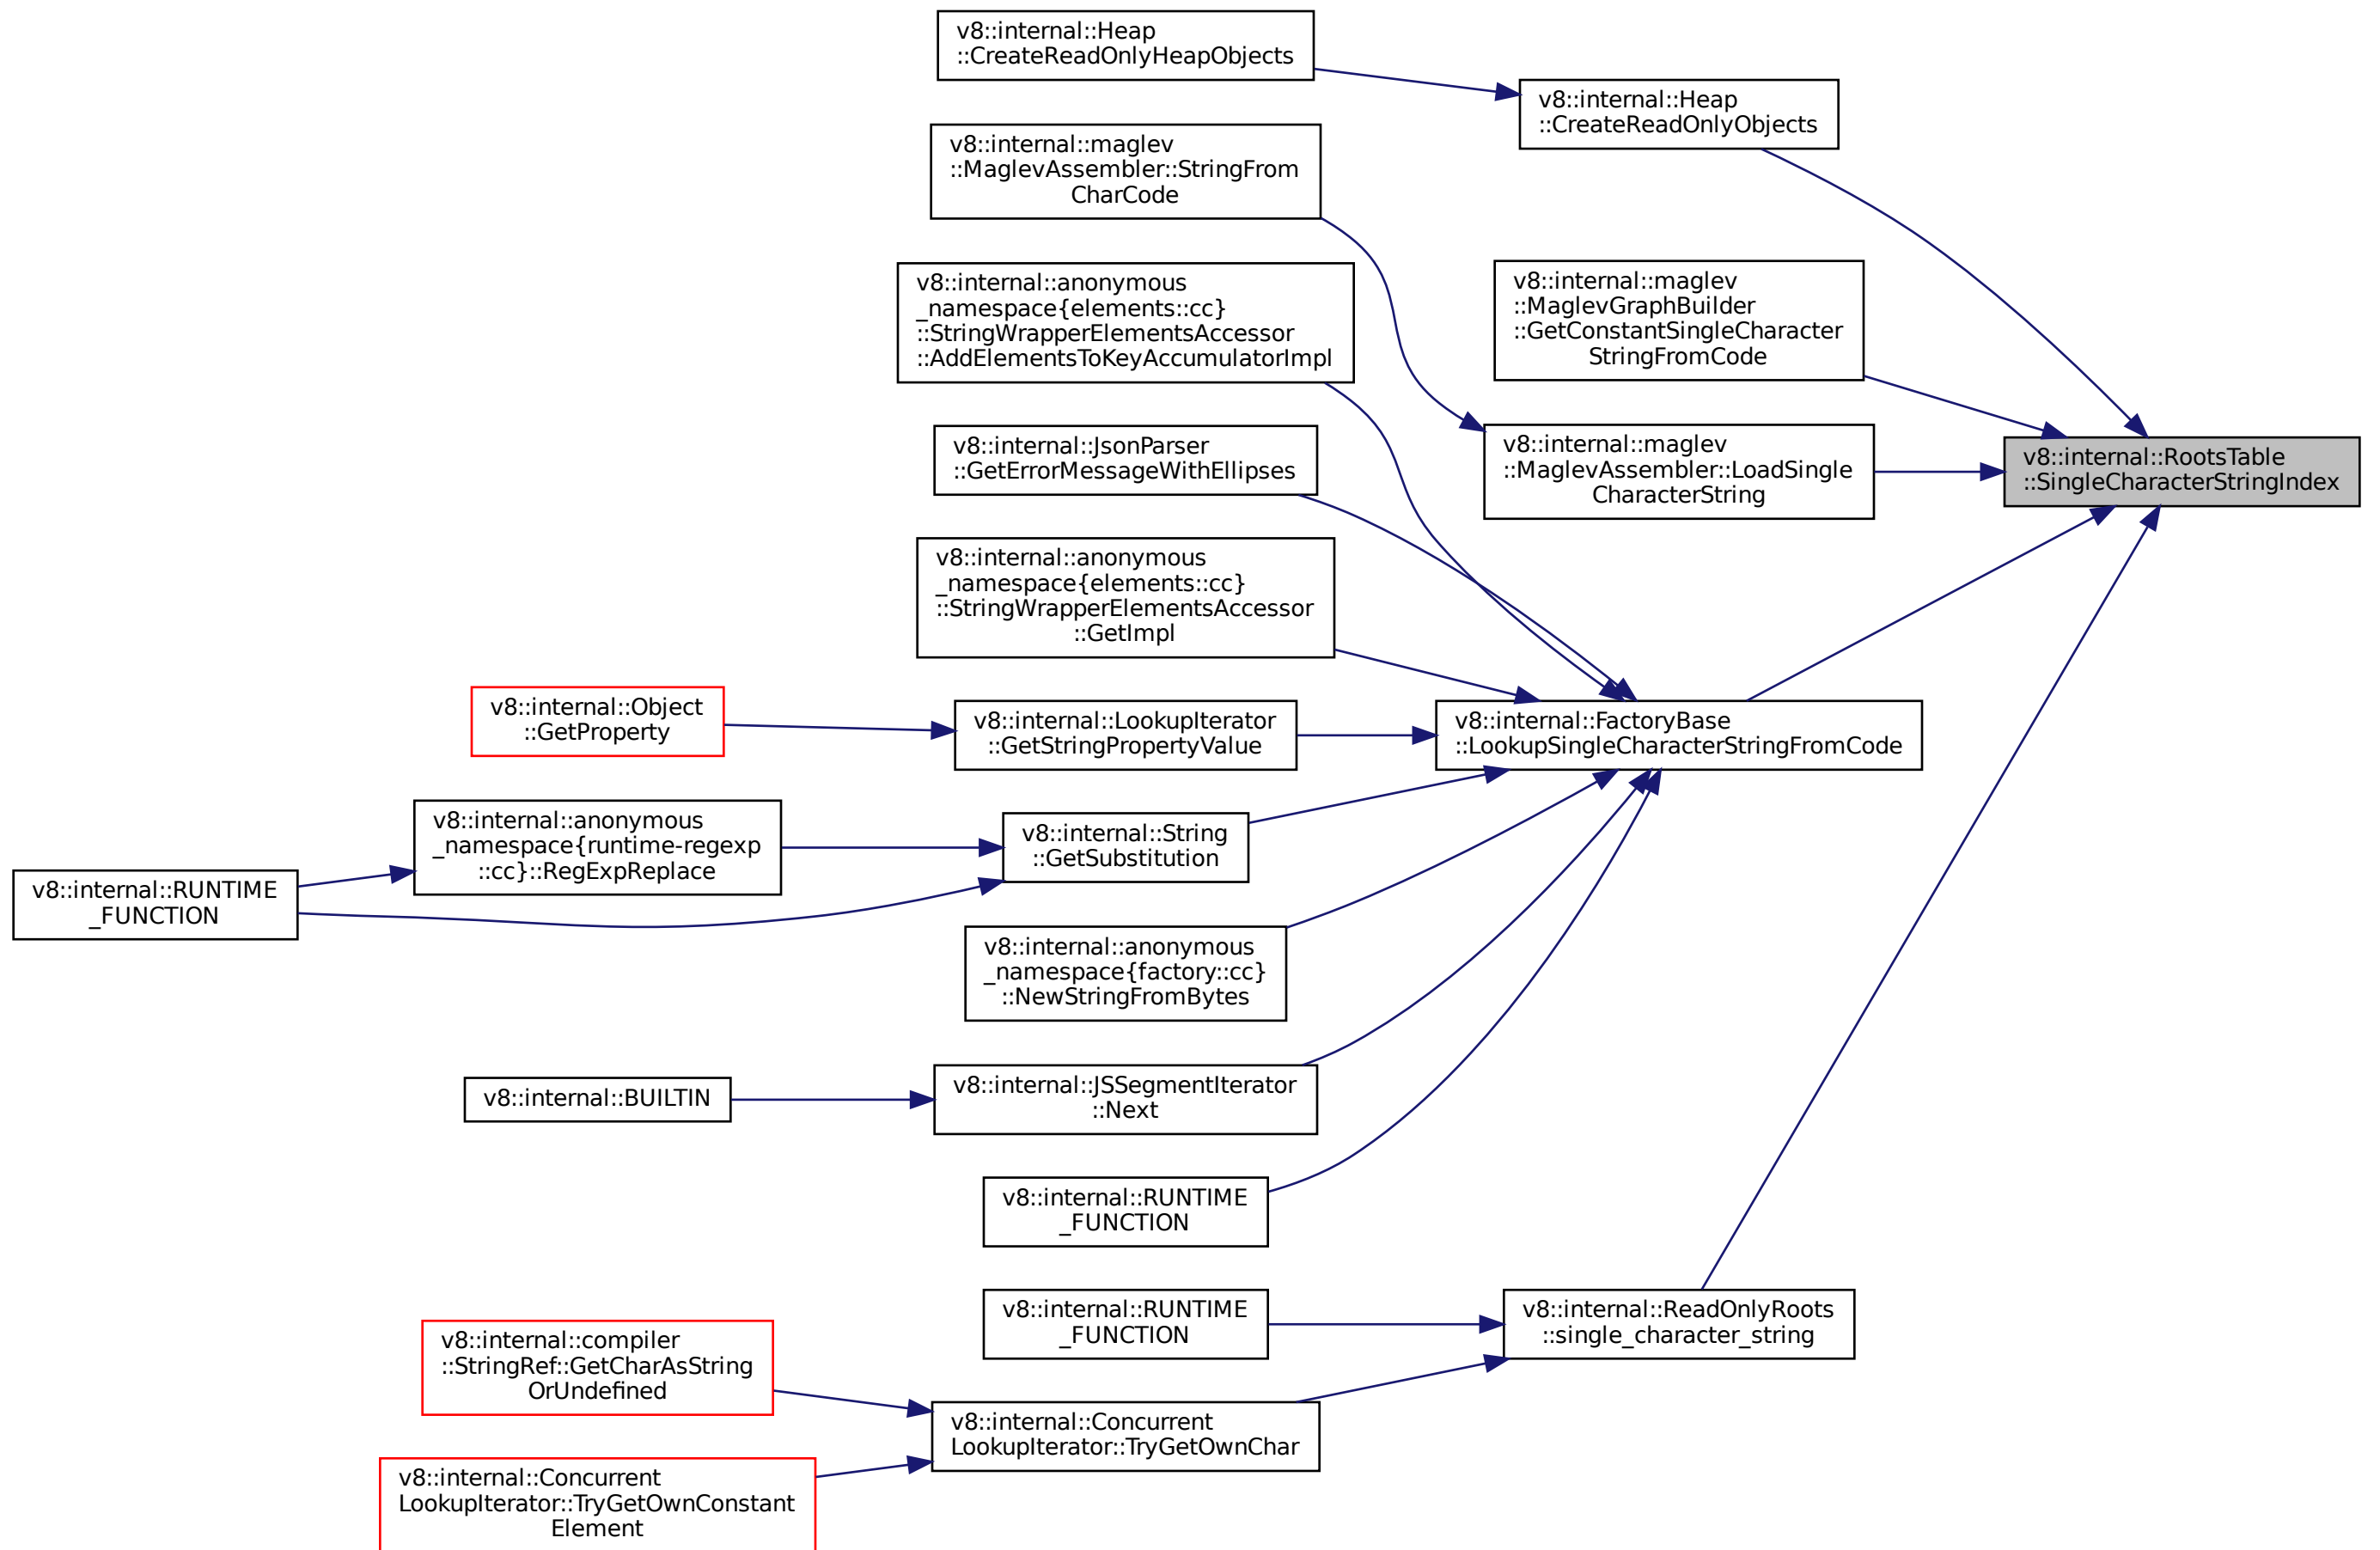 v8::internal::Heap
::CreateReadOnlyHeapObjects
v8::internal::Heap
::CreateReadOnlyObjects
v8::internal::maglev
::MaglevAssembler::StringFrom
CharCode
v8::internal::anonymous
_namespace{elements::cc}
::StringWrapperElementsAccessor
::AddElementsToKeyAccumulatorImpl
v8::internal::maglev
::MaglevGraphBuilder
::GetConstantSingleCharacter
StringFromCode
v8::internal::JsonParser
::GetErrorMessageWithEllipses
v8::internal::maglev
::MaglevAssembler::LoadSingle
CharacterString
v8::internal::RootsTable
::SingleCharacterStringIndex
v8::internal::anonymous
_namespace{elements::cc}
::StringWrapperElementsAccessor
::GetImpl
v8::internal::Object
::GetProperty
v8::internal::LookupIterator
::GetStringPropertyValue
v8::internal::FactoryBase
::LookupSingleCharacterStringFromCode
v8::internal::anonymous
_namespace{runtime-regexp
::cc}::RegExpReplace
v8::internal::String
::GetSubstitution
v8::internal::RUNTIME
_FUNCTION
v8::internal::anonymous
_namespace{factory::cc}
::NewStringFromBytes
v8::internal::BUILTIN
v8::internal::JSSegmentIterator
::Next
v8::internal::RUNTIME
_FUNCTION
v8::internal::RUNTIME
_FUNCTION
v8::internal::ReadOnlyRoots
::single_character_string
v8::internal::compiler
::StringRef::GetCharAsString
OrUndefined
v8::internal::Concurrent
LookupIterator::TryGetOwnChar
v8::internal::Concurrent
LookupIterator::TryGetOwnConstant
Element